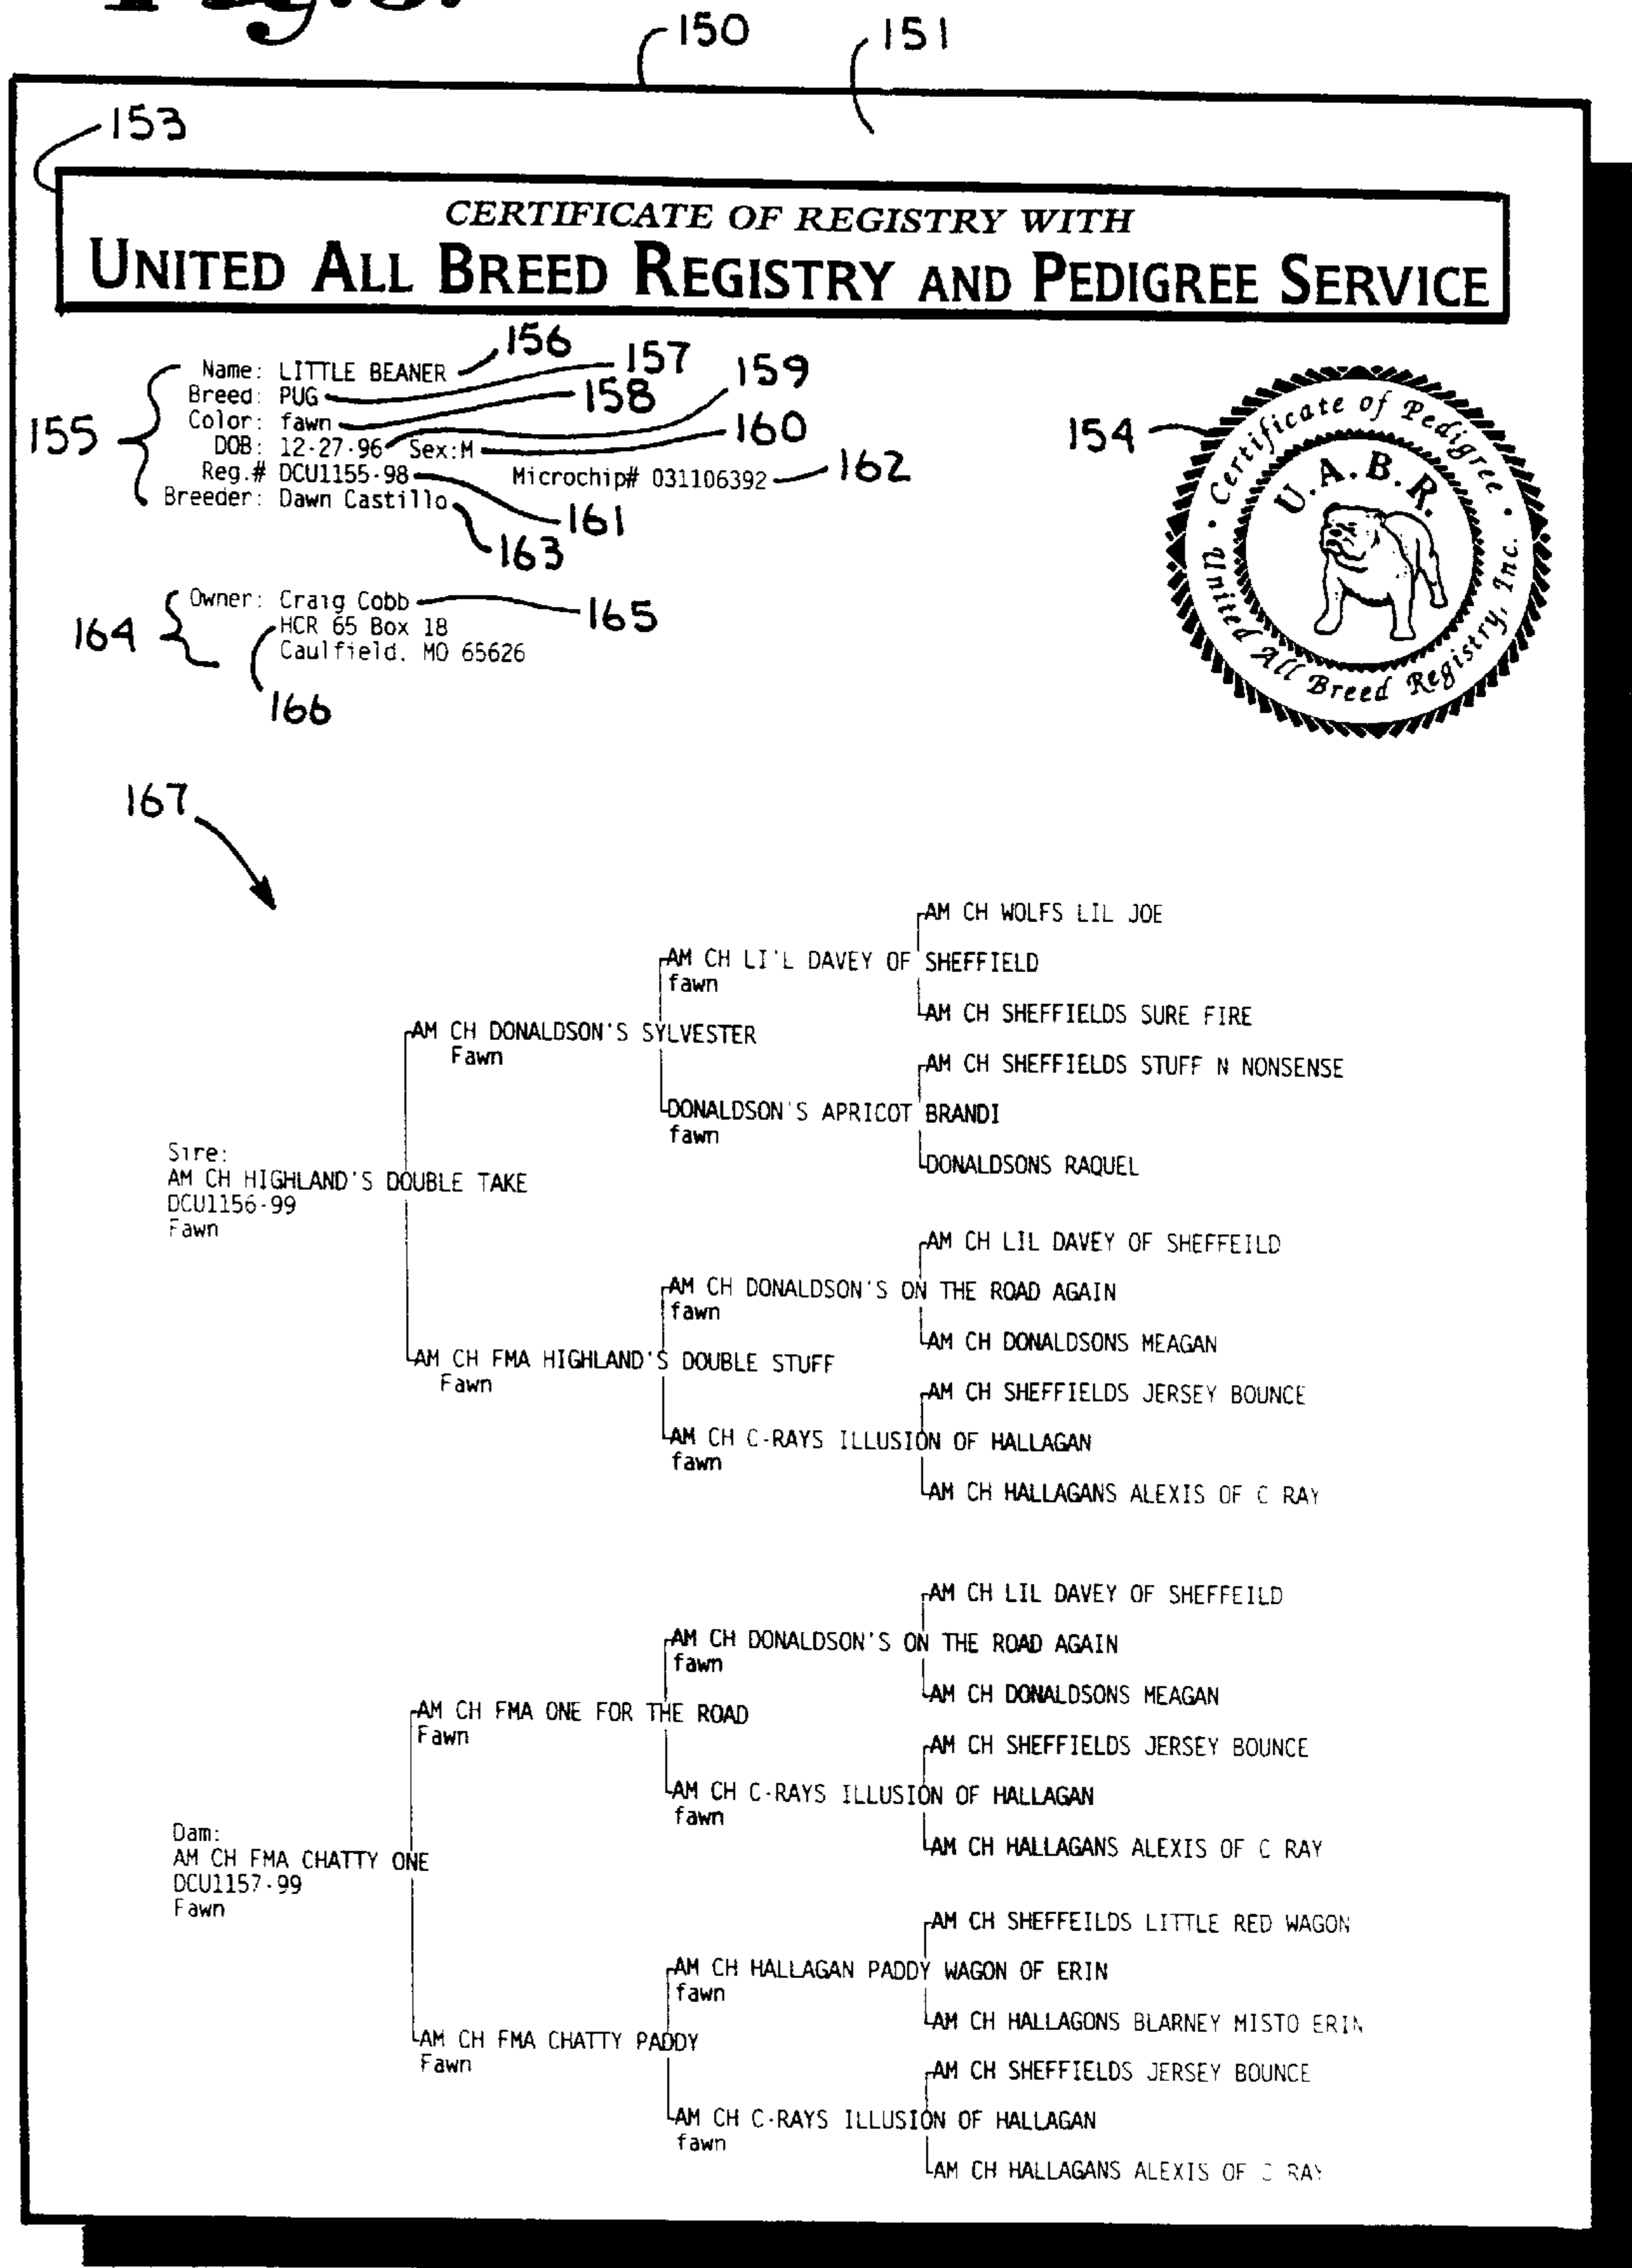 Fig.
150
151
153
CERTIFICATE OF REGISTRY WITH
UNITED ALL BREED REGISTRY AND PEDIGREE SERVICE
156
Name: LITTLE BEANER
157
Breed: PUG
158
159
Color: fawn
155
DOB: 12-27-96 Sex:M
160
Reg.# DCU1155-98 Microchip# 031106392
162
Breeder: Dawn Castillo
161
163
154
Certificate of Pedigree
U.A.B.R.
United All Breed Registry, Inc.
164
Owner: Craig Cobb
165
HCR 65 Box 18
Caulfield, MO 65626
166
167
AM CH WOLFS LIL JOE
AM CH LI'L DAVEY OF SHEFFIELD
fawn
AM CH SHEFFIELDS SURE FIRE
AM CH DONALDSON'S SYLVESTER
Fawn
AM CH SHEFFIELDS STUFF N NONSENSE
DONALDSON'S APRICOT BRANDI
fawn
DONALDSONS RAQUEL
Sire:
AM CH HIGHLAND'S DOUBLE TAKE
DCU1156-99
Fawn
AM CH LIL DAVEY OF SHEFFEILD
AM CH DONALDSON'S ON THE ROAD AGAIN
fawn
AM CH DONALDSONS MEAGAN
AM CH FMA HIGHLAND'S DOUBLE STUFF
Fawn
AM CH SHEFFIELDS JERSEY BOUNCE
AM CH C-RAYS ILLUSION OF HALLAGAN
fawn
AM CH HALLAGANS ALEXIS OF C RAY
AM CH LIL DAVEY OF SHEFFEILD
AM CH DONALDSON'S ON THE ROAD AGAIN
fawn
AM CH DONALDSONS MEAGAN
AM CH FMA ONE FOR THE ROAD
Fawn
AM CH SHEFFIELDS JERSEY BOUNCE
AM CH C-RAYS ILLUSION OF HALLAGAN
fawn
AM CH HALLAGANS ALEXIS OF C RAY
Dam:
AM CH FMA CHATTY ONE
DCU1157-99
Fawn
AM CH SHEFFEILDS LITTLE RED WAGON
AM CH HALLAGAN PADDY WAGON OF ERIN
fawn
AM CH HALLAGONS BLARNEY MISTO ERIN
AM CH FMA CHATTY PADDY
Fawn
AM CH SHEFFIELDS JERSEY BOUNCE
AM CH C-RAYS ILLUSION OF HALLAGAN
fawn
AM CH HALLAGANS ALEXIS OF C RAY